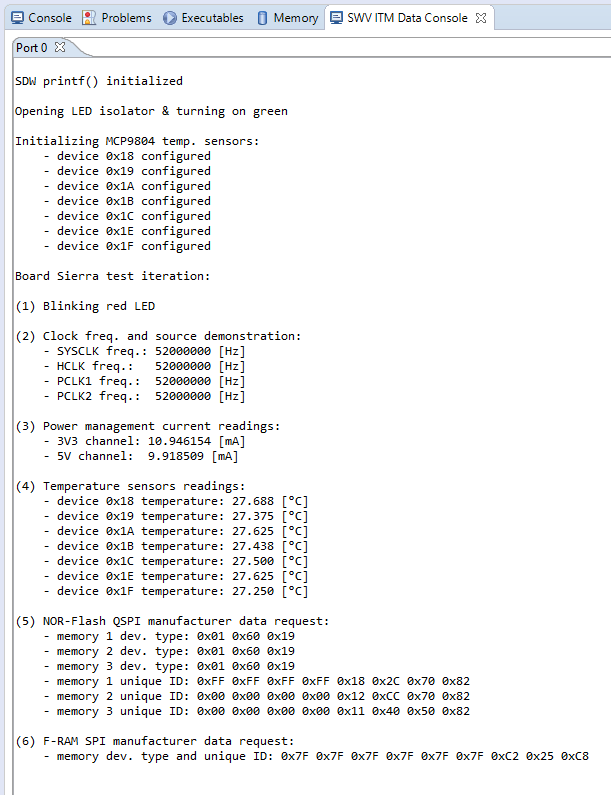 Console Problems Executables Memory SWV ITM Data Console
Port 0
SDW printf() initialized
Opening LED isolator & turning on green
Initializing MCP9804 temp. sensors:
- device 0x18 configured
- device 0x19 configured
- device 0x1A configured
- device 0x1B configured
- device 0x1C configured
- device 0x1E configured
- device 0x1F configured
Board Sierra test iteration:
(1) Blinking red LED
(2) Clock freq. and source demonstration:
- SYSCLK freq.: 52000000 [Hz]
- HCLK freq.: 52000000 [Hz]
- PCLK1 freq.: 52000000 [Hz]
- PCLK2 freq.: 52000000 [Hz]
(3) Power management current readings:
- 3V3 channel: 10.946154 [mA]
- 5V channel: 9.918509 [mA]
(4) Temperature sensors readings:
- device 0x18 temperature: 27.688 [°C]
- device 0x19 temperature: 27.375 [°C]
- device 0x1A temperature: 27.625 [°C]
- device 0x1B temperature: 27.438 [°C]
- device 0x1C temperature: 27.500 [°C]
- device 0x1E temperature: 27.625 [°C]
- device 0x1F temperature: 27.250 [°C]
(5) NOR-Flash QSPI manufacturer data request:
- memory 1 dev. type: 0x01 0x60 0x19
- memory 2 dev. type: 0x01 0x60 0x19
- memory 3 dev. type: 0x01 0x60 0x19
- memory 1 unique ID: 0xFF 0xFF 0xFF 0xFF 0x18 0x2C 0x70 0x82
- memory 2 unique ID: 0x00 0x00 0x00 0x00 0x12 0xCC 0x70 0x82
- memory 3 unique ID: 0x00 0x00 0x00 0x00 0x11 0x40 0x50 0x82
(6) F-RAM SPI manufacturer data request:
- memory dev. type and unique ID: 0x7F 0x7F 0x7F 0x7F 0x7F 0x7F 0xC2 0x25 0xC8